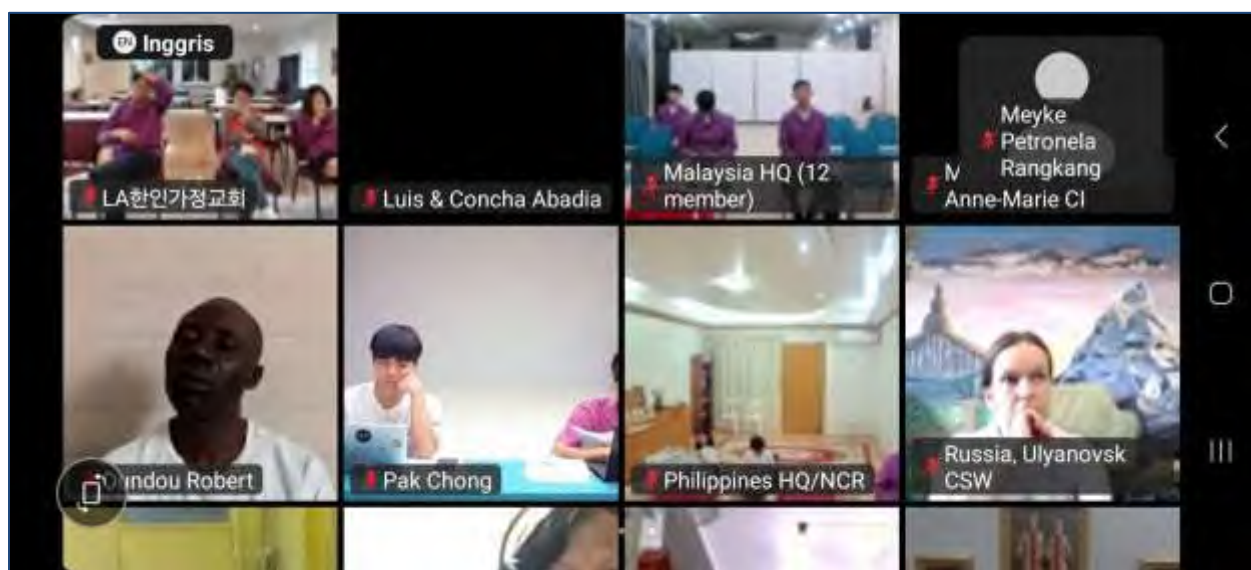 EN Inggris
LA한인가정교회
Luis & Concha Abadia
Malaysia HQ (12
member)
Meyke
Petronela
Rangkang
Anne-Marie Cl
Robert
Pak Chong
Philippines HQ/NCR
Russia, Ulyanovsk
CSW